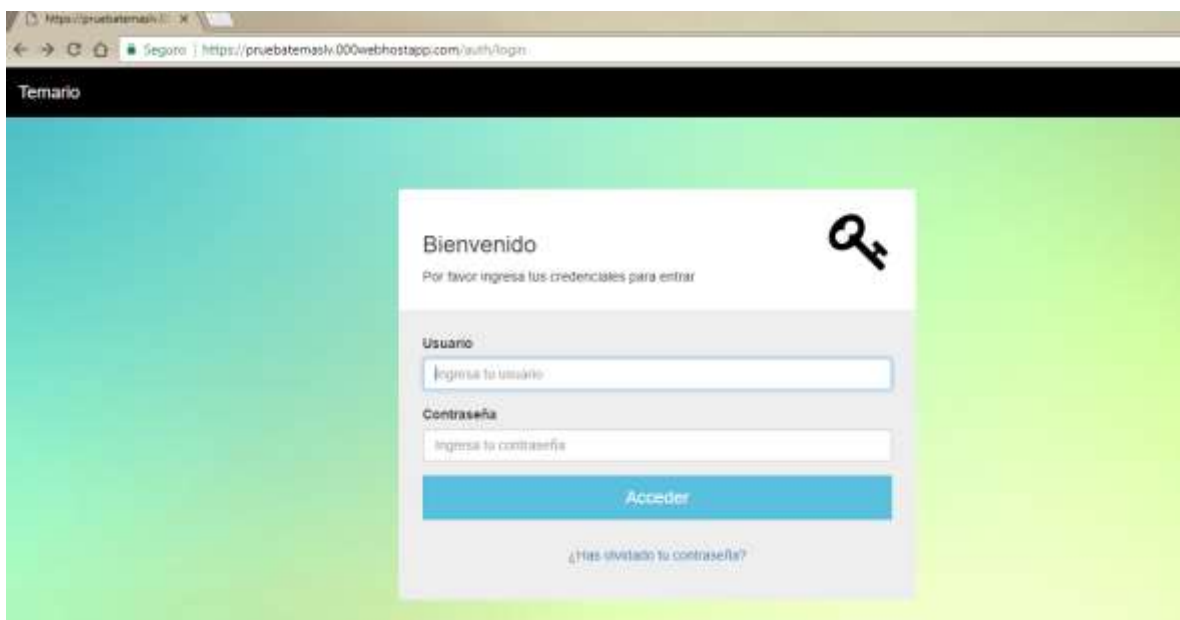 Seguro | https://pruebatemaslv.000webhostapp.com/auth/login
Temario
Bienvenido
Por favor ingresa tus credenciales para entrar
Usuario
Ingresa tu usuario
Contraseña
Ingresa tu contraseña
Acceder
¿Has olvidado tu contraseña?